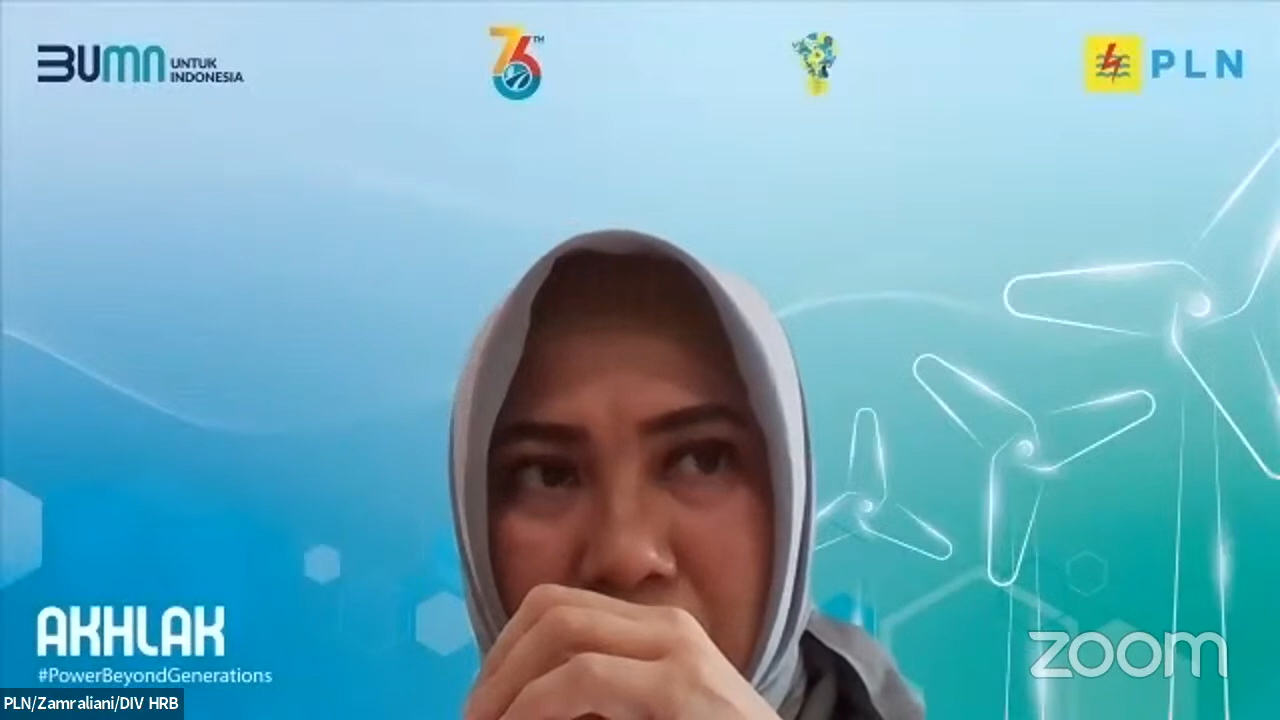 BUMN UNTUK
INDONESIA
76TH
PLN
AKHLAK
#PowerBeyondGenerations
PLN/Zamraliani/DIV HRB
zoom